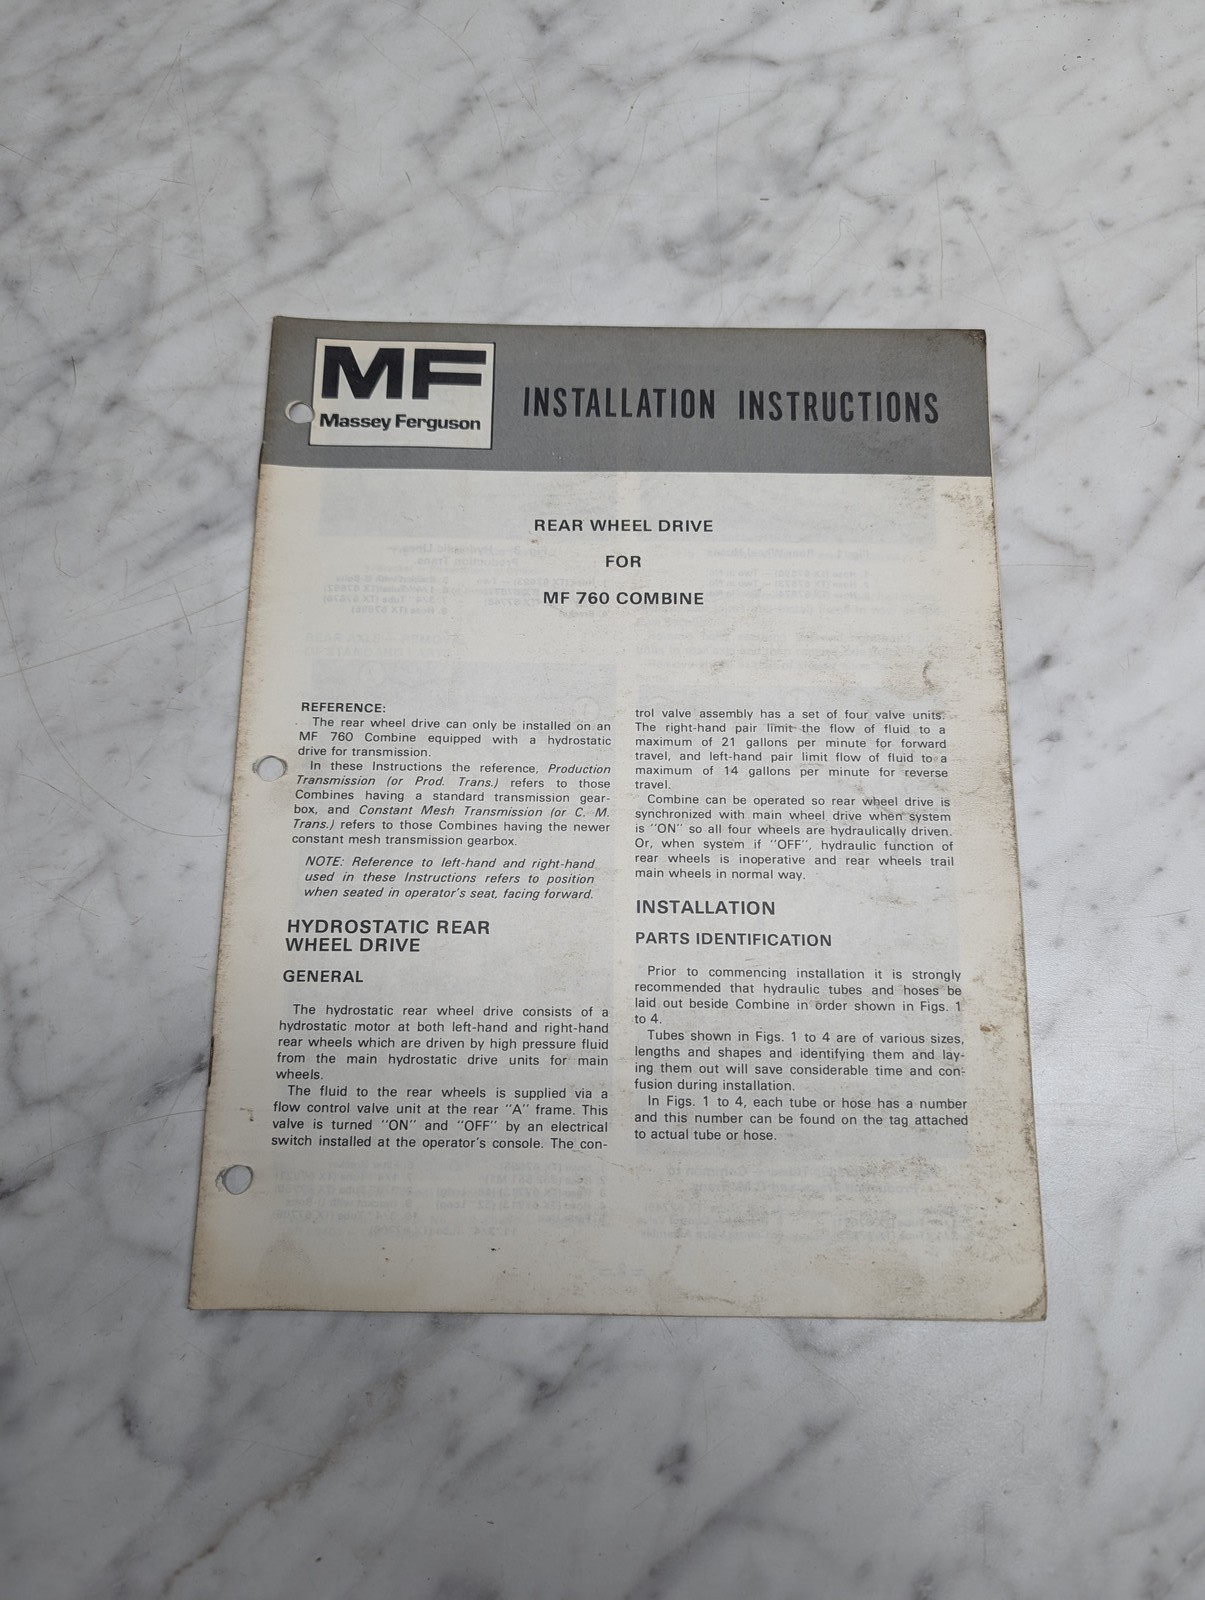 MF
Massey Ferguson
INSTALLATION INSTRUCTIONS
REAR WHEEL DRIVE
FOR
MF 760 COMBINE
REFERENCE:
The rear wheel drive can only be installed on an
MF 760 Combine equipped with a hydrostatic
drive for transmission.
In these Instructions the reference, Production
Transmission (or Prod. Trans.) refers to those
Combines having a standard transmission gear-
box, and Constant Mesh Transmission (or C. M.
Trans.) refers to those Combines having the newer
constant mesh transmission gearbox.
NOTE: Reference to left-hand and right-hand
used in these Instructions refers to position
when seated in operator's seat, facing forward.
HYDROSTATIC REAR
WHEEL DRIVE
GENERAL
The hydrostatic rear wheel drive consists of a
hydrostatic motor at both left-hand and right-hand
rear wheels which are driven by high pressure fluid
from the main hydrostatic drive units for main
wheels.
The fluid to the rear wheels is supplied via a
flow control valve unit at the rear "A" frame. This
valve is turned "ON" and "OFF" by an electrical
switch installed at the operator's console. The con-
trol valve assembly has a set of four valve units.
The right-hand pair limit the flow of fluid to a
maximum of 21 gallons per minute for forward
travel, and left-hand pair limit flow of fluid to a
maximum of 14 gallons per minute for reverse
travel.
Combine can be operated so rear wheel drive is
synchronized with main wheel drive when system
is "ON" so all four wheels are hydraulically driven.
Or, when system if "OFF", hydraulic function of
rear wheels is inoperative and rear wheels trail
main wheels in normal way.
INSTALLATION
PARTS IDENTIFICATION
Prior to commencing installation it is strongly
recommended that hydraulic tubes and hoses be
laid out beside Combine in order shown in Figs. 1
to 4.
Tubes shown in Figs. 1 to 4 are of various sizes,
lengths and shapes and identifying them and lay-
ing them out will save considerable time and con-
fusion during installation.
In Figs. 1 to 4, each tube or hose has a number
and this number can be found on the tag attached
to actual tube or hose.